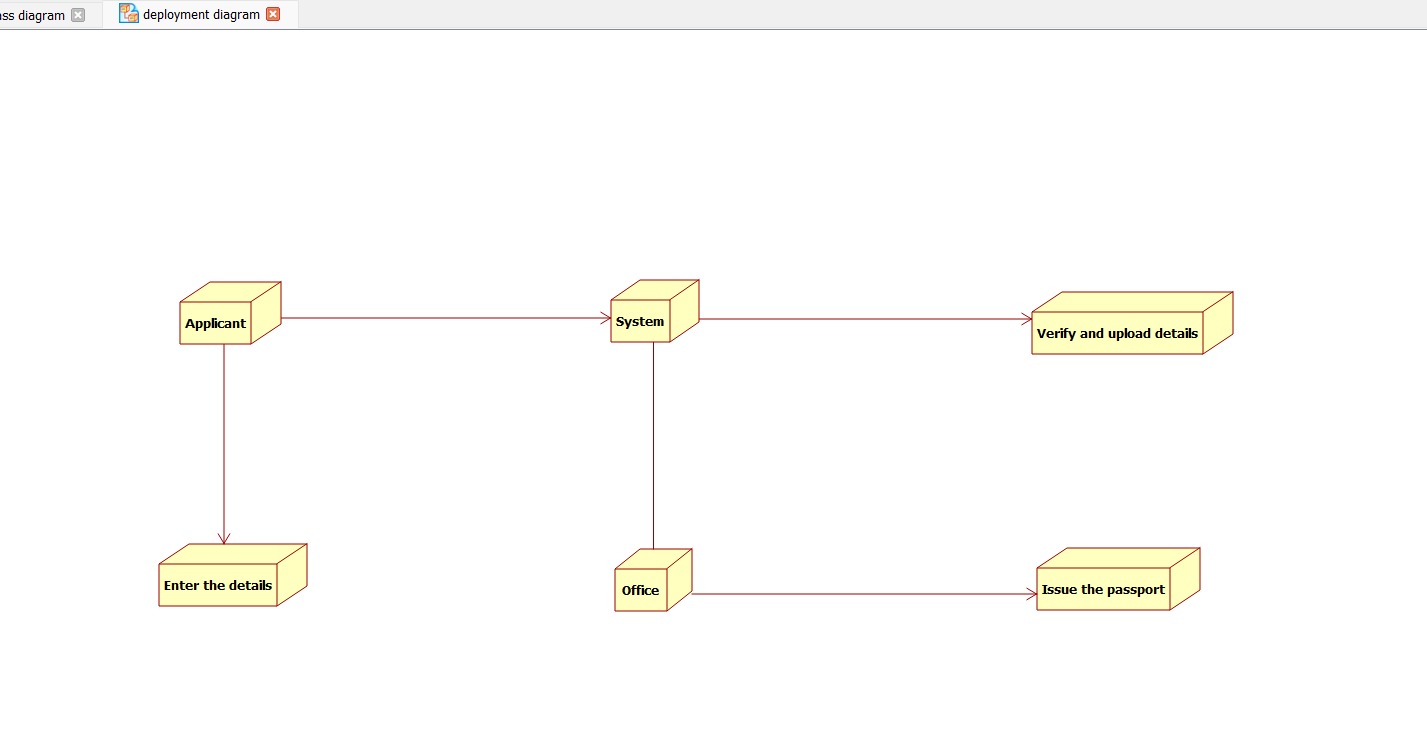 ass diagram
deployment diagram
Applicant
System
Verify and upload details
Enter the details
Office
Issue the passport